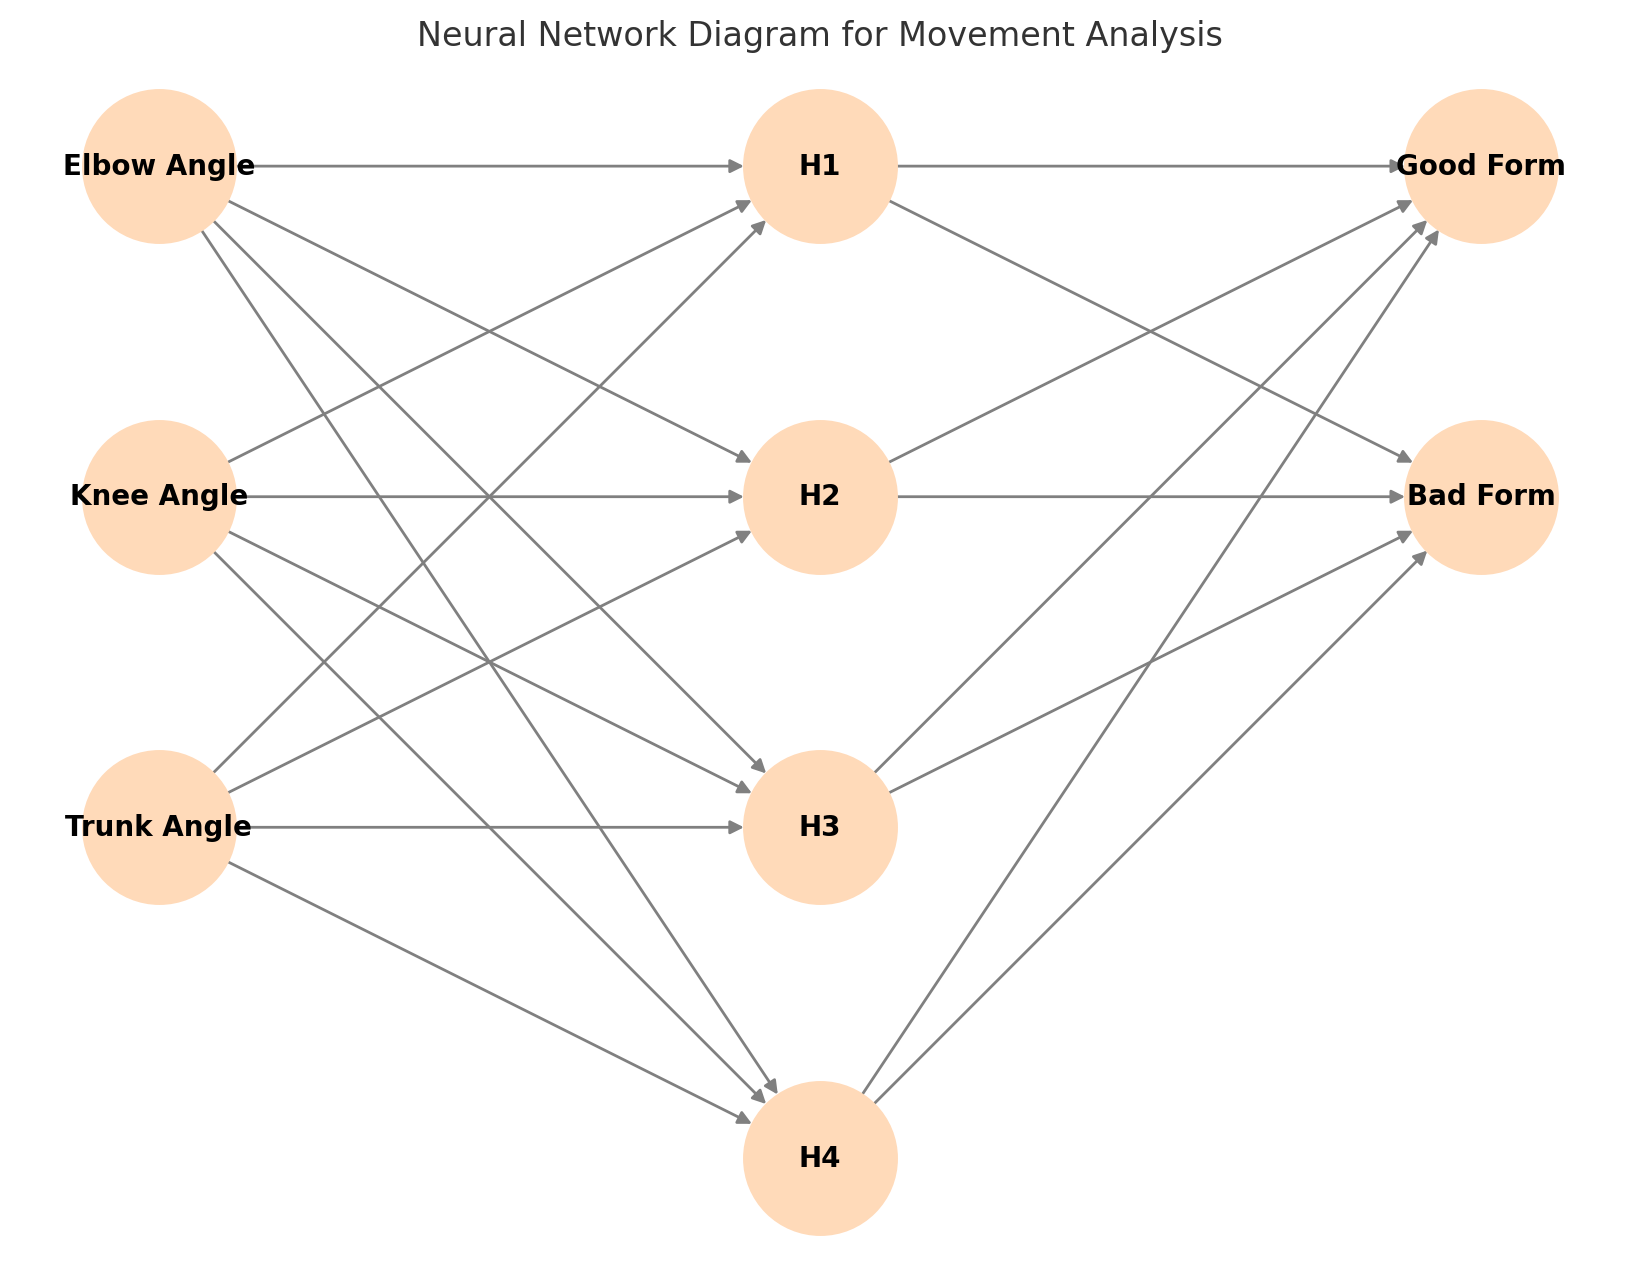 Neural Network Diagram for Movement Analysis
Elbow Angle
H1
Good Form
Knee Angle
H2
Bad Form
Trunk Angle
H3
H4